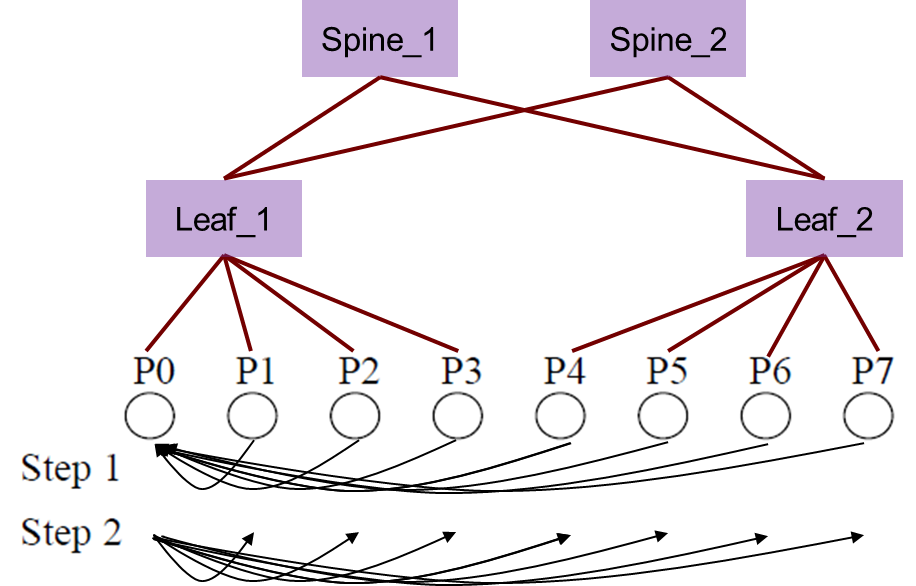 Spine_1 Spine_2
Leaf_1 Leaf_2
P0 P1 P2 P3 P4 P5 P6 P7
Step 1
Step 2